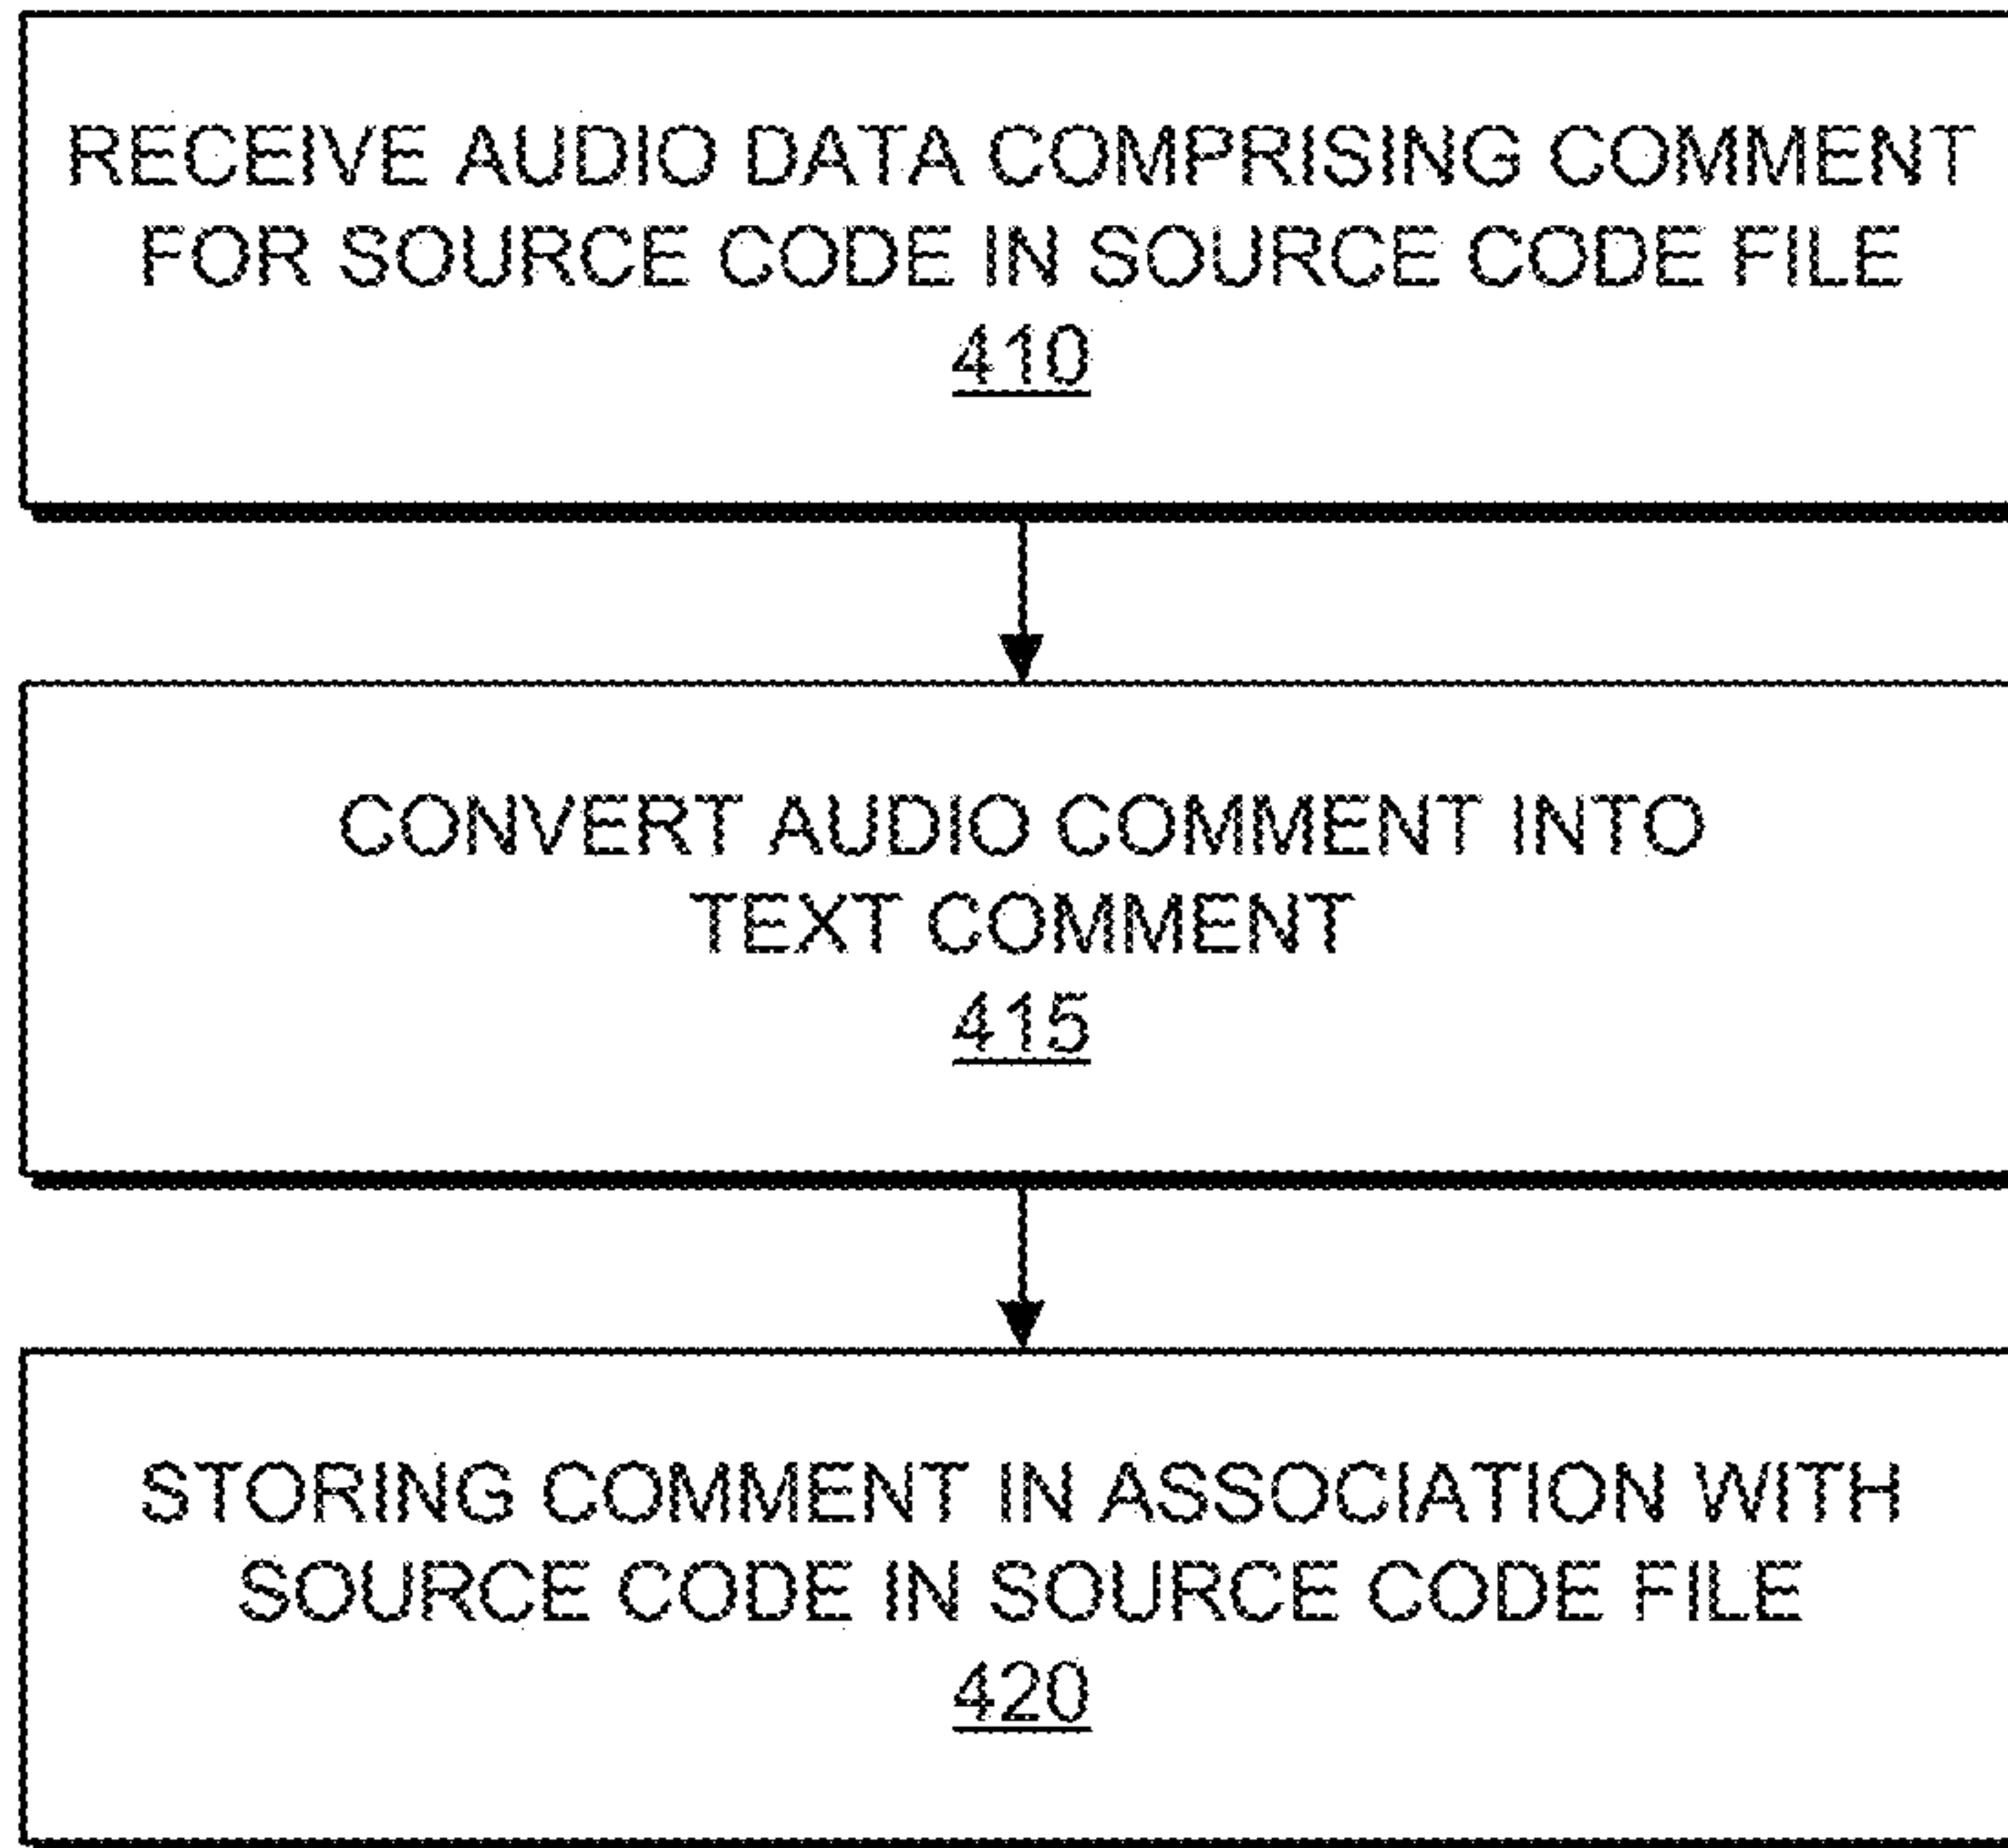 RECEIVE AUDIO DATA COMPRISING COMMENT
FOR SOURCE CODE IN SOURCE CODE FILE
410
CONVERT AUDIO COMMENT INTO
TEXT COMMENT
415
STORING COMMENT IN ASSOCIATION WITH
SOURCE CODE IN SOURCE CODE FILE
420